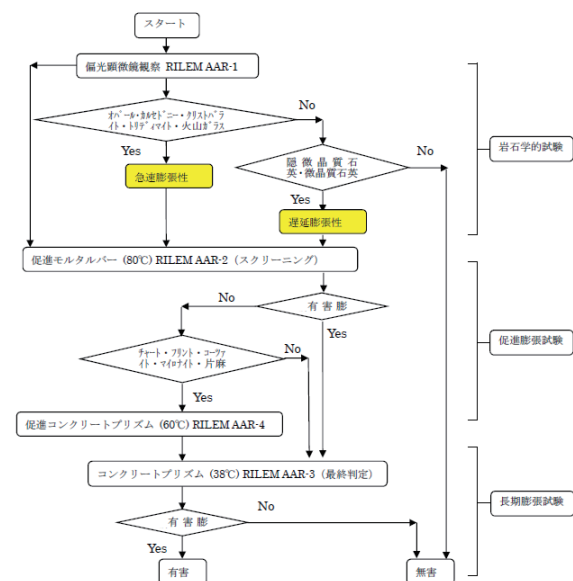 スタート
偏光顕微鏡観察 RILEM AAR-1
オパール・カルセドニー・クリストバラ
イト・トリディマイト・火山ガラス
No
Yes
急速膨張性
隠微晶質石
英・微晶質石英
No
Yes
遅延膨張性
岩石学的試験
促進モルタルバー (80℃) RILEM AAR-2 (スクリーニング)
有害膨
No
Yes
チャート・フリント・コーツァ
イト・マイロナイト・片麻
No
Yes
促進膨張試験
促進コンクリートプリズム (60℃) RILEM AAR-4
コンクリートプリズム (38℃) RILEM AAR-3 (最終判定)
有害膨
No
Yes
長期膨張試験
有害
無害